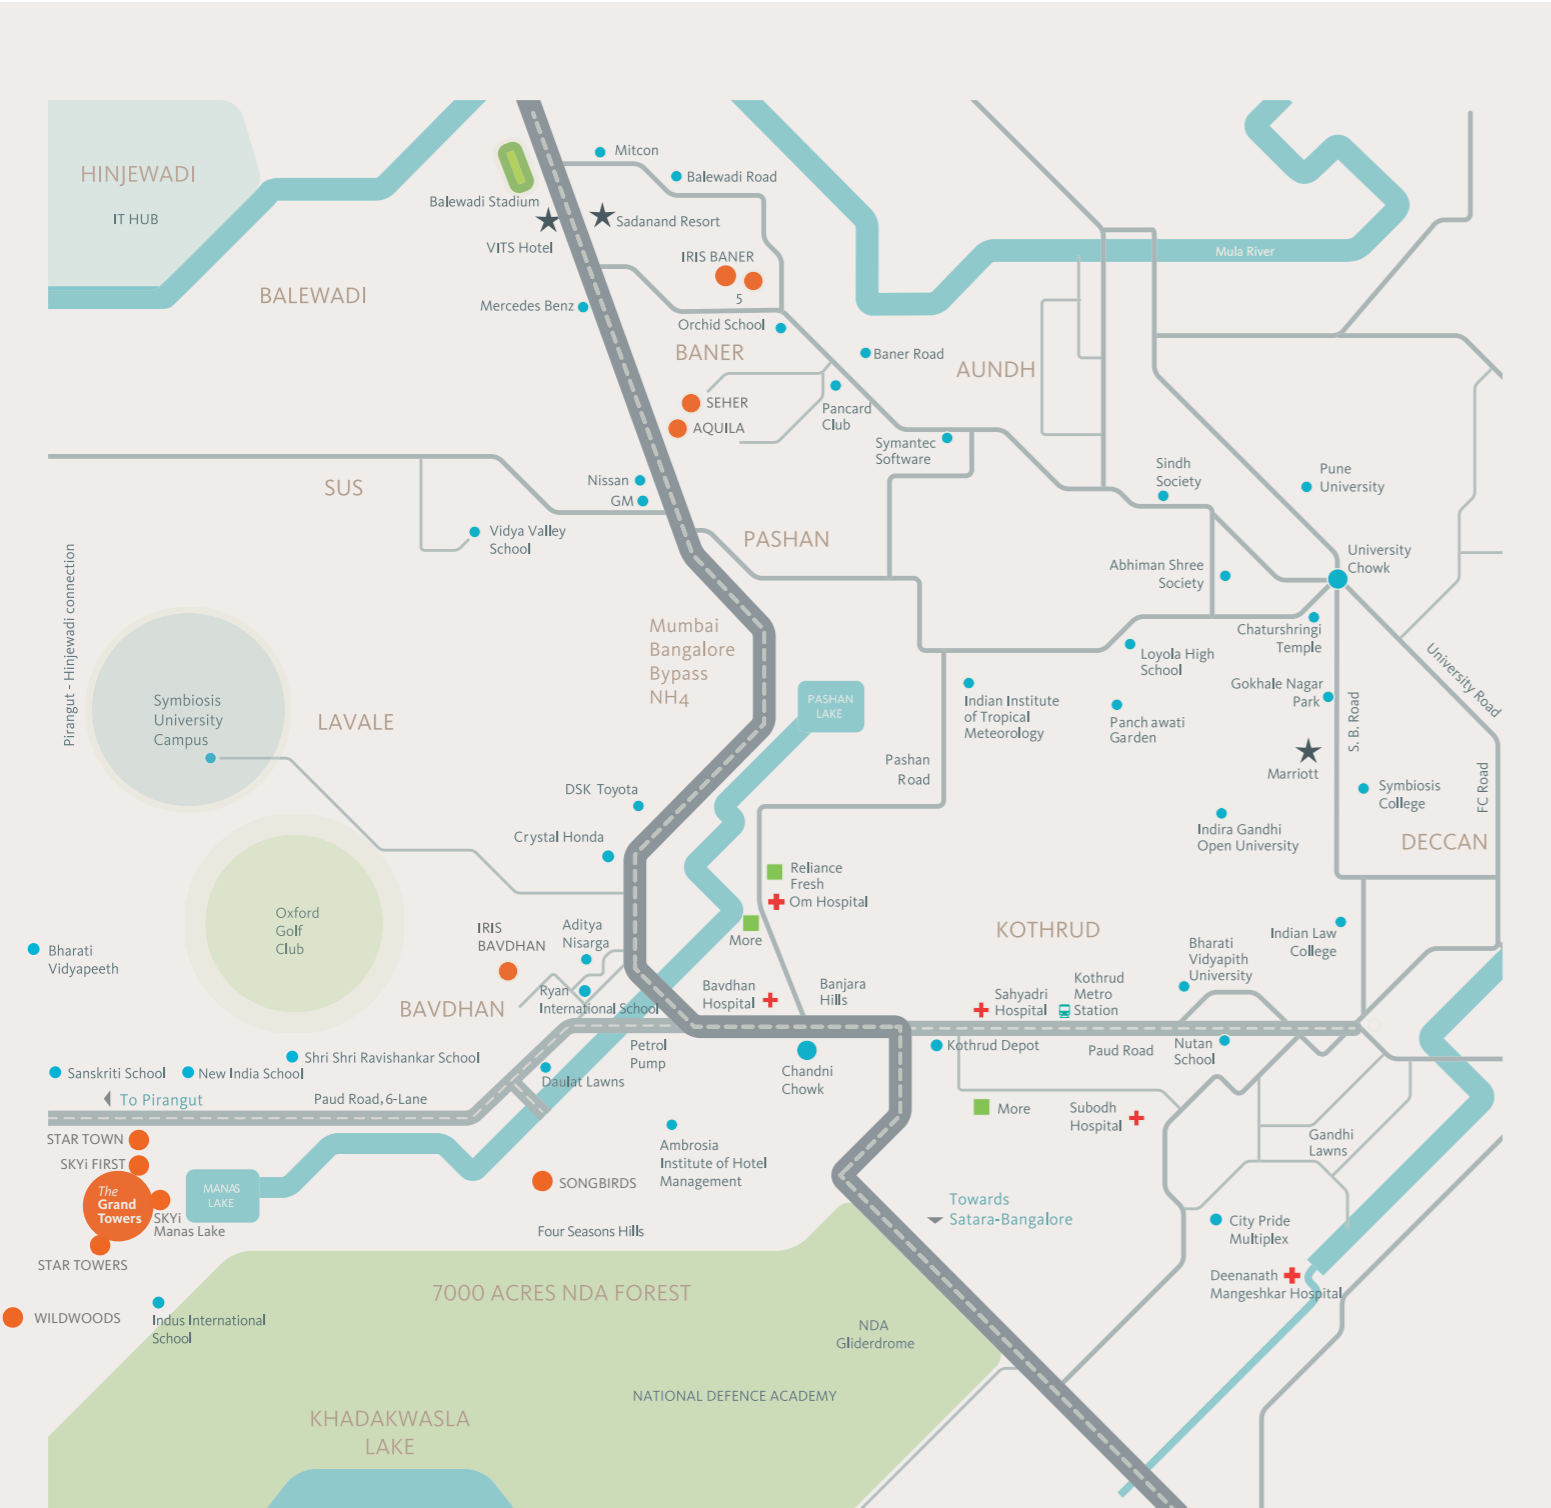 Mitcon
HINJEWADI
Balewadi Road
Balewadi Stadium
IT HUB
Sadanand Resort
VITS Hotel
IRIS BANER
Mula River
BALEWADI
5
Mercedes Benz
Orchid School
BANER
Baner Road
AUNDH
SEHER
Pancard
Club
AQUILA
Symantec
Software
Sindh
Society
Pune
University
SUS
Nissan
GM
Vidya Valley
School
PASHAN
University
Chowk
Abhiman Shree
Society
Pirangut - Hinjewadi connection
Mumbai
Bangalore
Bypass
NH4
Chaturshringi
Temple
Loyola High
School
University Road
Symbiosis
University
Campus
LAVALE
PASHAN
LAKE
Indian Institute
of Tropical
Meteorology
Panch awati
Garden
Gokhale Nagar
Park
S. B. Road
Pashan
Road
Marriott
FC Road
DSK Toyota
Symbiosis
College
Crystal Honda
Indira Gandhi
Open University
DECCAN
Reliance
Fresh
Om Hospital
Oxford
Golf
Club
IRIS
BAVDHAN
Aditya
Nisarga
More
KOTHRUD
Indian Law
College
Bharati
Vidyapeeth
Bharati
Vidyapith
University
Ryan
International School
Bavdhan
Hospital
Banjara
Hills
Sahyadri
Hospital
Kothrud
Metro
Station
BAVDHAN
Petrol
Pump
Kothrud Depot
Paud Road
Nutan
School
Shri Shri Ravishankar School
Sanskriti School
New India School
Daulat Lawns
Chandni
Chowk
To Pirangut
Paud Road, 6-Lane
More
Subodh
Hospital
STAR TOWN
Ambrosia
Institute of Hotel
Management
Gandhi
Lawns
SKYi FIRST
The
Grand
Towers
MANAS
LAKE
SONGBIRDS
SKYi
Manas Lake
Four Seasons Hills
Towards
Satara-Bangalore
City Pride
Multiplex
STAR TOWERS
Deenanath
Mangeshkar Hospital
7000 ACRES NDA FOREST
WILDWOODS
Indus International
School
NDA
Gliderdrome
NATIONAL DEFENCE ACADEMY
KHADAKWASLA
LAKE